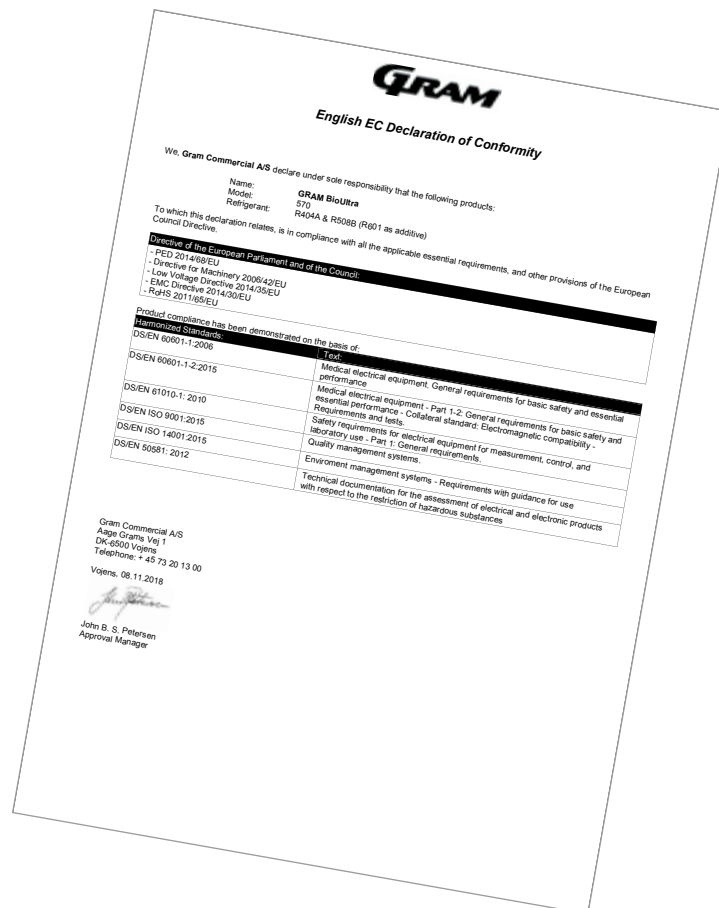 GRAM
English EC Declaration of Conformity
We, Gram Commercial A/S declare under sole responsibility that the following products:
Name: GRAM BioUltra
Model: 570
Refrigerant: R404A & R508B (R601 as additive)
To which this declaration relates, is in compliance with all the applicable essential requirements, and other provisions of the European
Council Directive.
Directive of the European Parliament and of the Council:
- PED 2014/68/EU
- Directive for Machinery 2006/42/EU
- Low Voltage Directive 2014/35/EU
- EMC Directive 2014/30/EU
- RoHS 2011/65/EU
Product compliance has been demonstrated on the basis of:
Harmonized Standards: Text:
DS/EN 60601-1:2006 Medical electrical equipment, General requirements for basic safety and essential
performance
DS/EN 60601-1-2:2015 Medical electrical equipment - Part 1-2: General requirements for basic safety and
essential performance - Collateral standard: Electromagnetic compatibility -
Requirements and tests.
DS/EN 61010-1: 2010 Safety requirements for electrical equipment for measurement, control, and
laboratory use - Part 1: General requirements.
DS/EN ISO 9001:2015 Quality management systems.
DS/EN ISO 14001:2015 Enviroment management systems - Requirements with guidance for use
DS/EN 50581: 2012 Technical documentation for the assessment of electrical and electronic products
with respect to the restriction of hazardous substances
Gram Commercial A/S
Aage Grams Vej 1
DK-6500 Vojens
Telephone: + 45 73 20 13 00
Vojens, 08.11.2018
John B. S. Petersen
Approval Manager